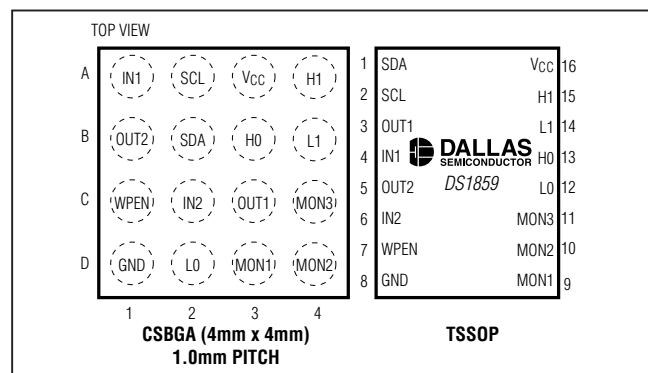 TOP VIEW
A IN1 SCL VCC H1
B OUT2 SDA H0 L1
C WPEN IN2 OUT1 MON3
D GND L0 MON1 MON2
1 2 3 4
CSBGA (4mm x 4mm)
1.0mm PITCH
1 SDA VCC 16
2 SCL H1 15
3 OUT1 L1 14
4 IN1 H0 13
DALLAS
SEMICONDUCTOR
DS1859
5 OUT2 L0 12
6 IN2 MON3 11
7 WPEN MON2 10
8 GND MON1 9
TSSOP